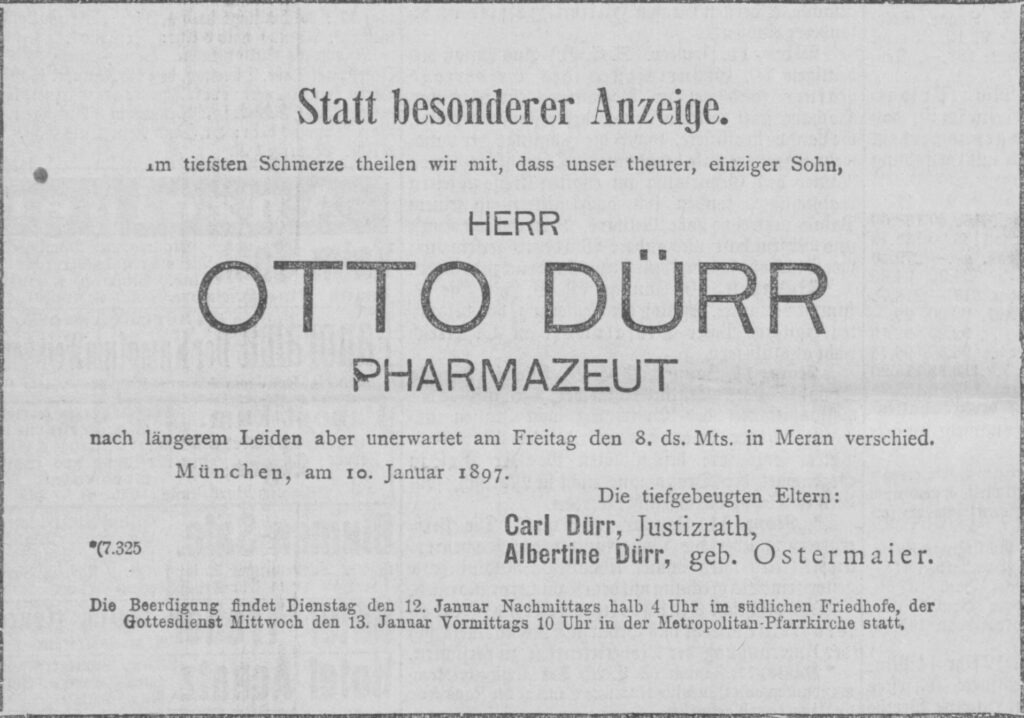 Statt besonderer Anzeige.
Im tiefsten Schmerze theilen wir mit, dass unser theurer, einziger Sohn,
HERR
OTTO DÜRR
PHARMAZEUT
nach längerem Leiden aber unerwartet am Freitag den 8. ds. Mts. in Meran verschied.
München, am 10. Januar 1897.
Die tiefgebeugten Eltern:
Carl Dürr, Justizrath,
*(7.325
Albertine Dürr, geb. Ostermaier.
Die Beerdigung findet Dienstag den 12. Januar Nachmittags halb 4 Uhr im südlichen Friedhofe, der
Gottesdienst Mittwoch den 13. Januar Vormittags 10 Uhr in der Metropolitan-Pfarrkirche statt.